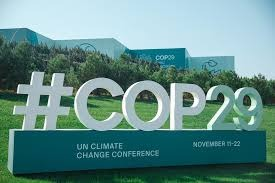 COP29
#COP29
UN CLIMATE
CHANGE CONFERENCE
NOVEMBER 11-22